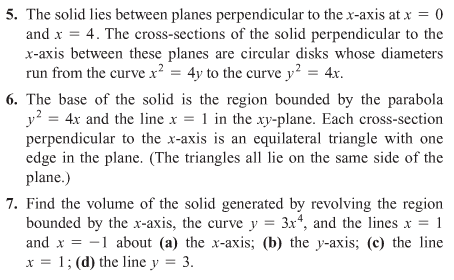 5. The solid lies between planes perpendicular to the x-axis at x = 0
and x = 4. The cross-sections of the solid perpendicular to the
x-axis between these planes are circular disks whose diameters
run from the curve x² = 4y to the curve y² = 4x.
6. The base of the solid is the region bounded by the parabola
y² = 4x and the line x = 1 in the xy-plane. Each cross-section
perpendicular to the x-axis is an equilateral triangle with one
edge in the plane. (The triangles all lie on the same side of the
plane.)
7. Find the volume of the solid generated by revolving the region
bounded by the x-axis, the curve y = 3x⁴, and the lines x = 1
and x = −1 about (a) the x-axis; (b) the y-axis; (c) the line
x = 1; (d) the line y = 3.